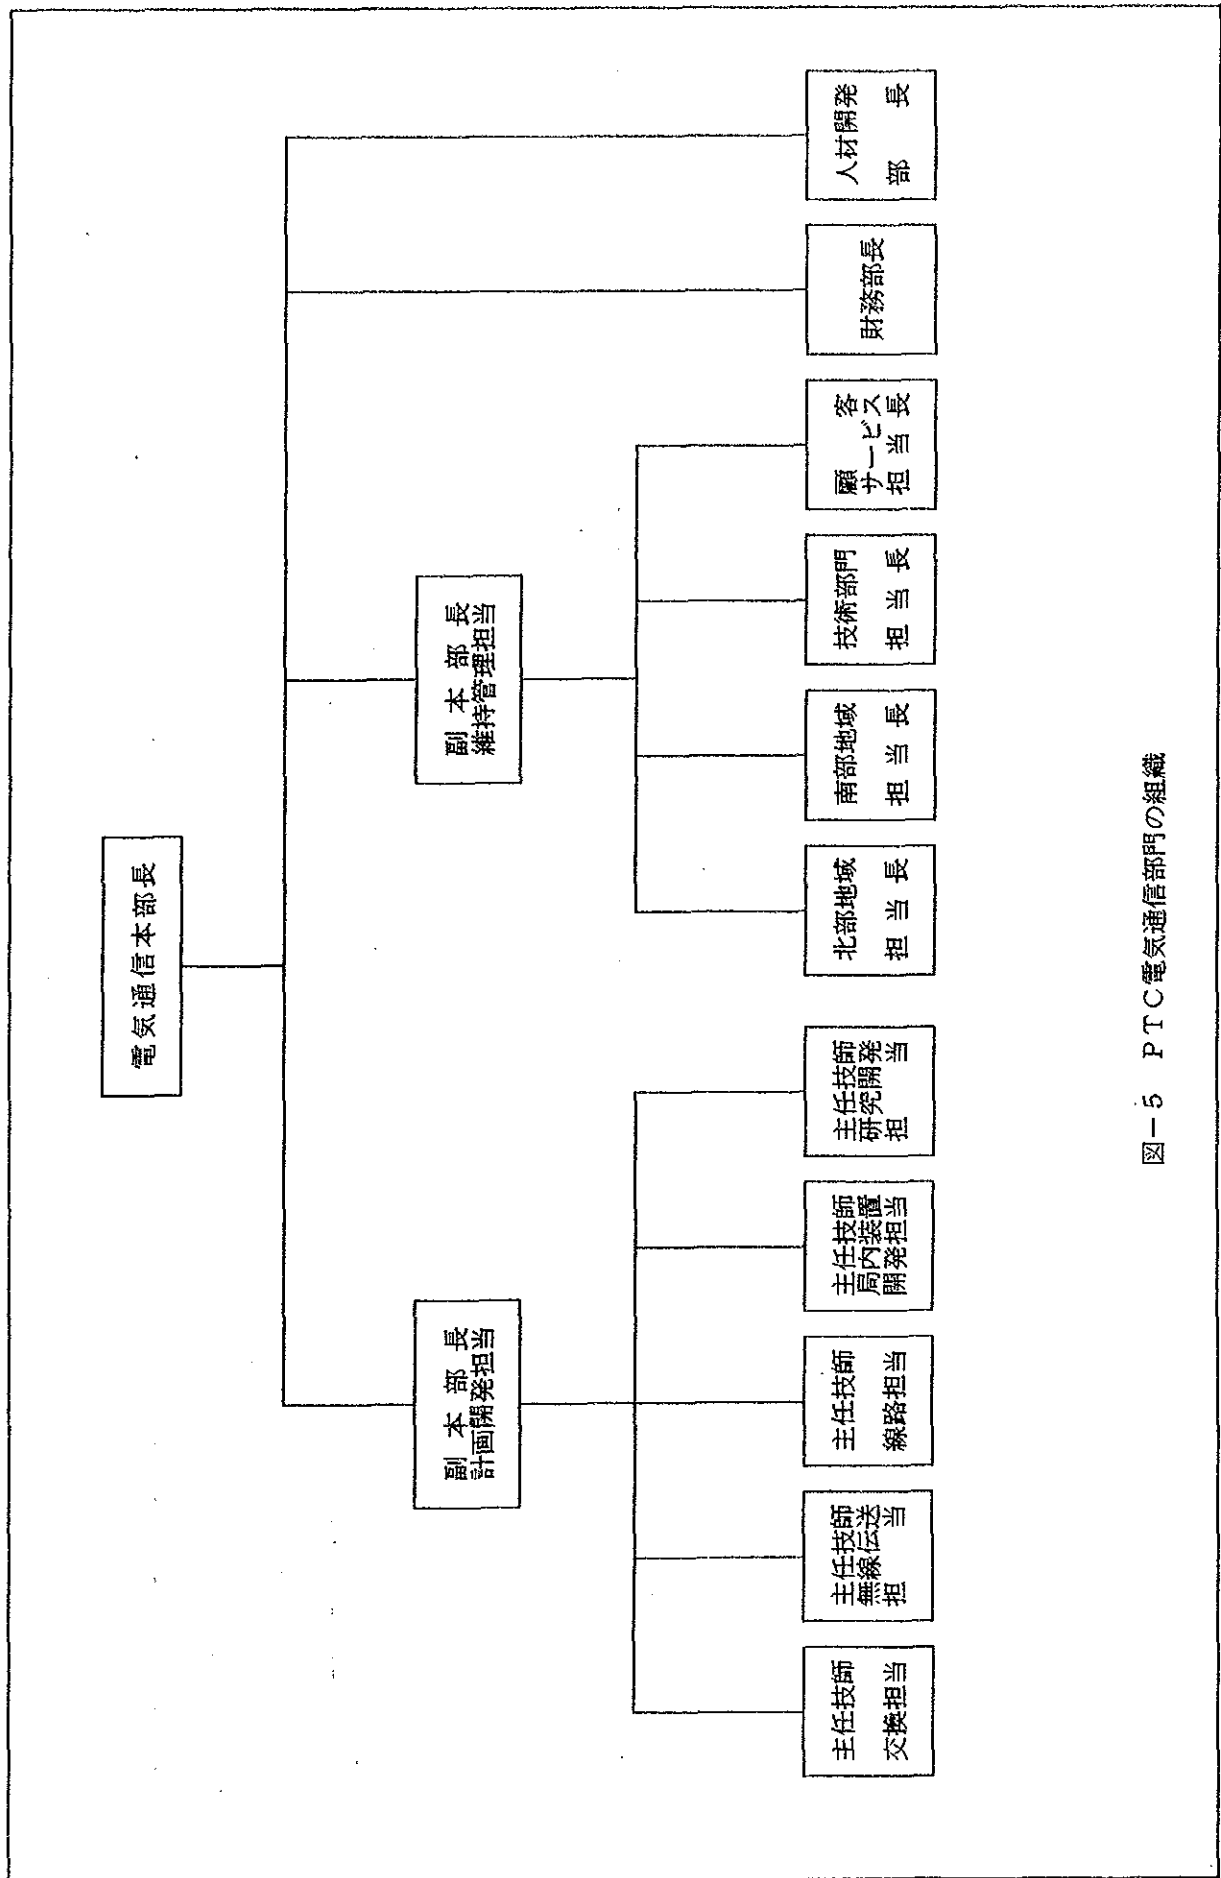 電気通信本部長
副本部長
計画開発担当
副本部長
維持管理担当
主任技師
交換担当
主任技師
無線伝送
担当
主任技師
線路担当
主任技師
局内装置
開発担当
主任技師
研究開発
担当
北部地域
担当長
南部地域
担当長
技術部門
担当長
顧客
サービス
担当長
財務部長
人材開発
部長
図－5 PTC電気通信部門の組織